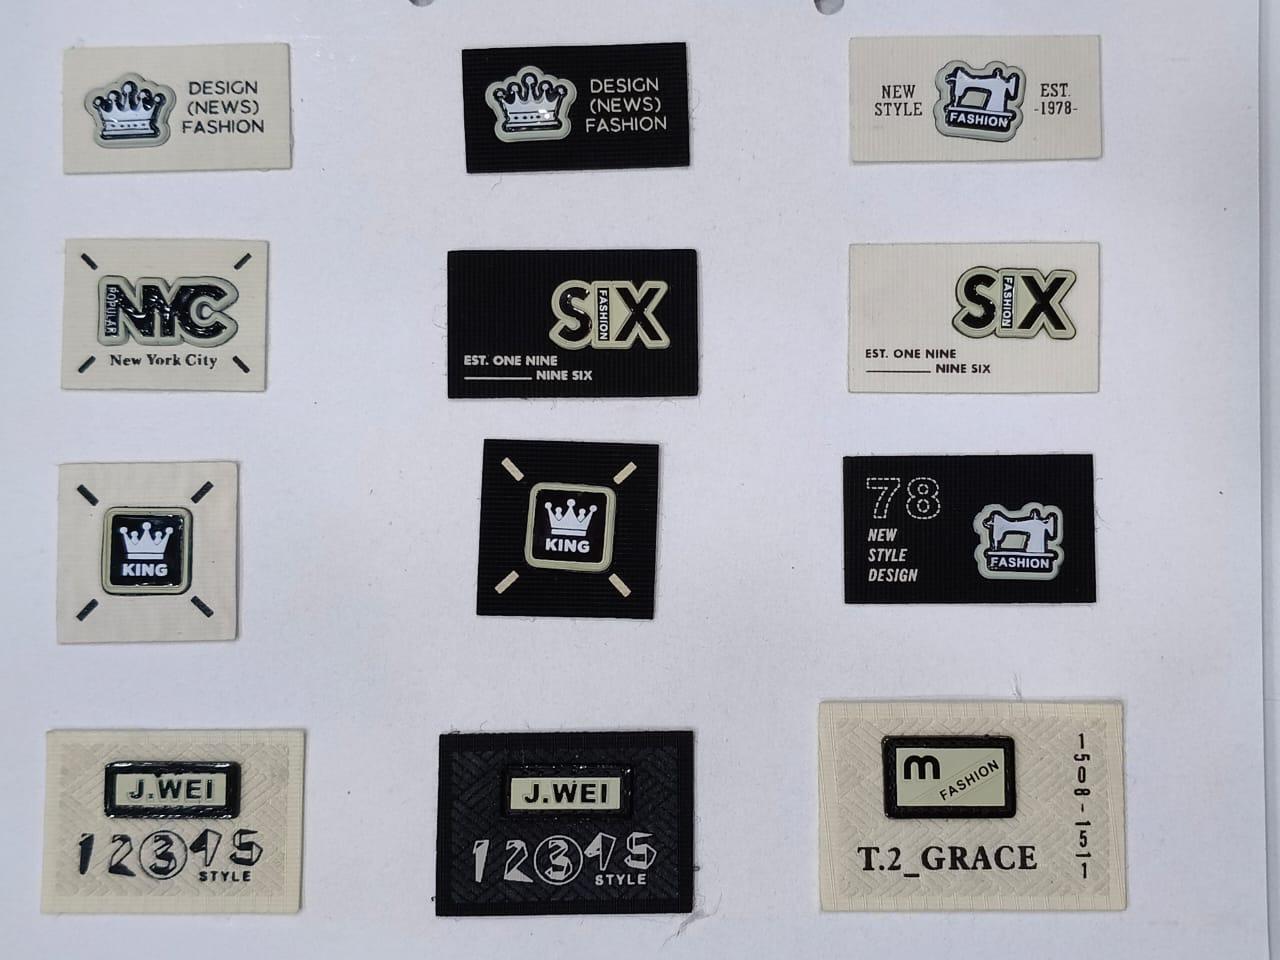 DESIGN
(NEWS)
FASHION
DESIGN
(NEWS)
FASHION
NEW
STYLE
FASHION
EST.
-1978-
POPULAR
NYC
New York City
SIX
FASHION
EST. ONE NINE
NINE SIX
SIX
FASHION
EST. ONE NINE
NINE SIX
KING
KING
78
NEW
STYLE
DESIGN
FASHION
J.WEI
12345
STYLE
J.WEI
12345
STYLE
m
FASHION
T.2_GRACE
1508-1511